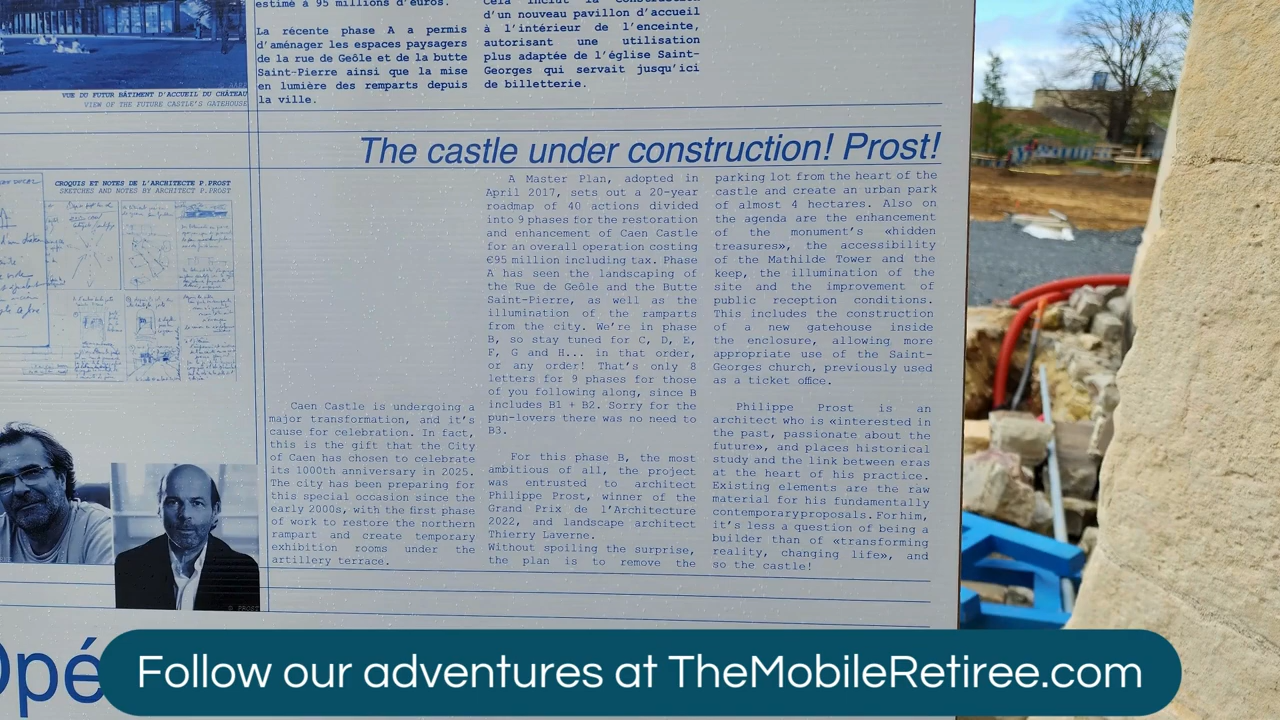 estimé à 95 millions d'euros.
La récente phase A a permis
d'aménager les espaces paysagers
de la rue de Geôle et de la butte
Saint-Pierre ainsi que la mise
en lumière des remparts depuis
la ville.
Cela inclut la construction
d'un nouveau pavillon d'accueil
à l'intérieur de l'enceinte,
autorisant une utilisation
plus adaptée de l'église Saint-
Georges qui servait jusqu'ici
de billetterie.
VUE DU FUTUR BÂTIMENT D'ACCUEIL DU CHÂTEAU
VIEW OF THE FUTURE CASTLE'S GATEHOUSE
The castle under construction! Prost!
CROQUIS ET NOTES DE L'ARCHITECTE P.PROST
SKETCHES AND NOTES BY ARCHITECT P.PROST
Caen Castle is undergoing a
major transformation, and it's
cause for celebration. In fact,
this is the gift that the City
of Caen has chosen to celebrate
its 1000th anniversary in 2025.
The city has been preparing for
this special occasion since the
early 2000s, with the first phase
of work to restore the northern
rampart and create temporary
exhibition rooms under the
artillery terrace.
A Master Plan, adopted in
April 2017, sets out a 20-year
roadmap of 40 actions divided
into 9 phases for the restoration
and enhancement of Caen Castle
for an overall operation costing
€95 million including tax. Phase
A has seen the landscaping of
the Rue de Geôle and the Butte
Saint-Pierre, as well as the
illumination of the ramparts
from the city. We're in phase
B, so stay tuned for C, D, E,
F, G and H... in that order,
or any order! That's only 8
letters for 9 phases for those
of you following along, since B
includes B1 + B2. Sorry for the
pun-lovers there was no need to
B3.
For this phase B, the most
ambitious of all, the project
was entrusted to architect
Philippe Prost, winner of the
Grand Prix de l'Architecture
2022, and landscape architect
Thierry Laverne.
Without spoiling the surprise,
the plan is to remove the
parking lot from the heart of the
castle and create an urban park
of almost 4 hectares. Also on
the agenda are the enhancement
of the monument's «hidden
treasures», the accessibility
of the Mathilde Tower and the
keep, the illumination of the
site and the improvement of
public reception conditions.
This includes the construction
of a new gatehouse inside
the enclosure, allowing more
appropriate use of the Saint-
Georges church, previously used
as a ticket office.
Philippe Prost is an
architect who is «interested in
the past, passionate about the
future», and places historical
study and the link between eras
at the heart of his practice.
Existing elements are the raw
material for his fundamentally
contemporaryproposals. Forhim,
it's less a question of being a
builder than of «transforming
reality, changing life», and
so the castle!
© PROST
Opé
Follow our adventures at TheMobileRetiree.com